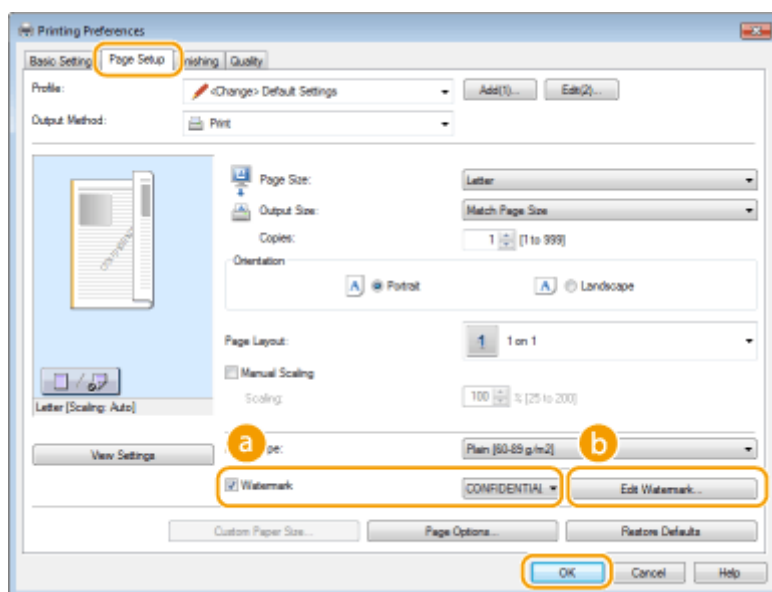 Printing Preferences
Basic Setting Page Setup nishing Quality
Profile: <Change> Default Settings Add(1)... Edit(2)...
Output Method: Print
Page Size: Letter
Output Size: Match Page Size
Copies: 1 [1 to 999]
Orientation
A Portrait A Landscape
CONFIDENTIAL
Page Layout: 1 1 on 1
Manual Scaling
Scaling: 100 % [25 to 200]
Letter [Scaling: Auto]
a pe: Plain [60-89 g/m2] b
View Settings
Watermark CONFIDENTIAL Edit Watermark...
Custom Paper Size... Page Options... Restore Defaults
OK Cancel Help